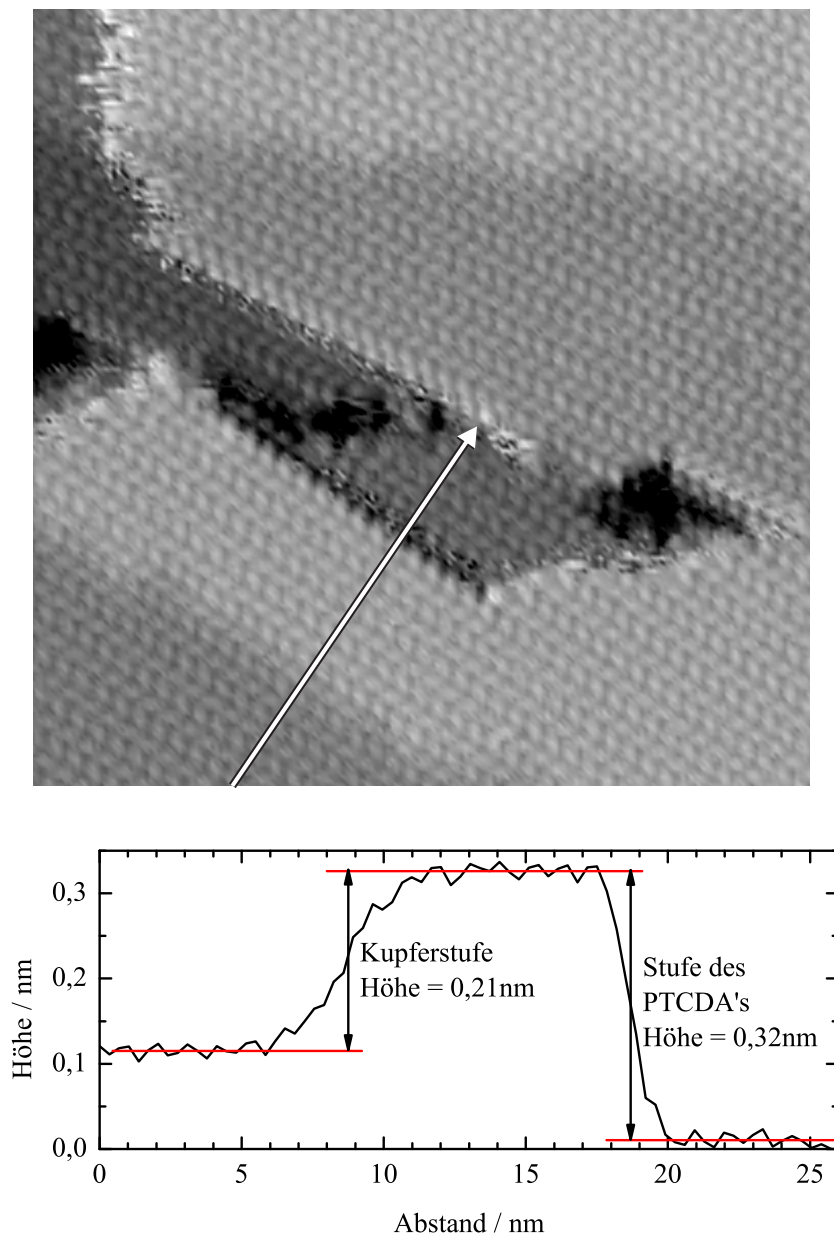 0,3
0,2
0,1
0,0
Höhe / nm
Kupferstufe
Höhe = 0,21nm
Stufe des
PTCDA's
Höhe = 0,32nm
0 5 10 15 20 25
Abstand / nm